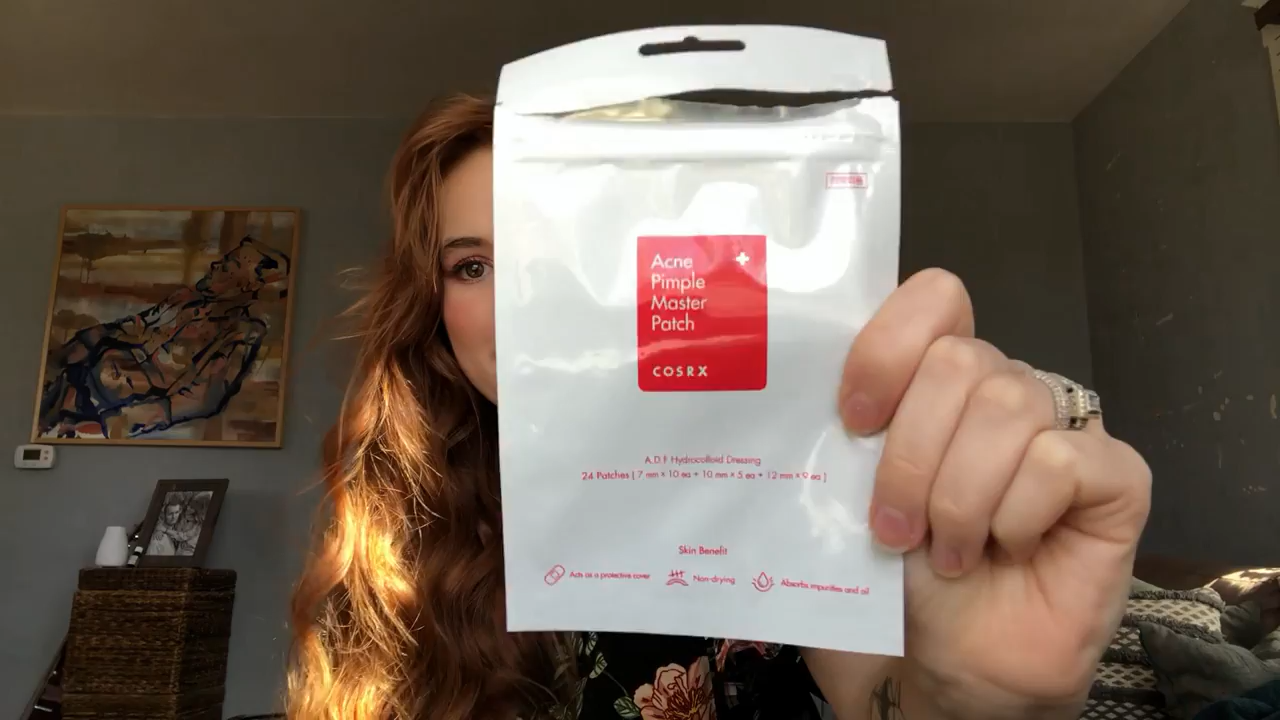 Acne
Pimple
Master
Patch
COSRX
A.D.F Hydrocolloid Dressing
24 Patches [ 7 mm × 10 ea + 10 mm × 5 ea + 12 mm × 9 ea ]
Skin Benefit
Acts as a protective cover
Non-drying
Absorbs impurities and oil